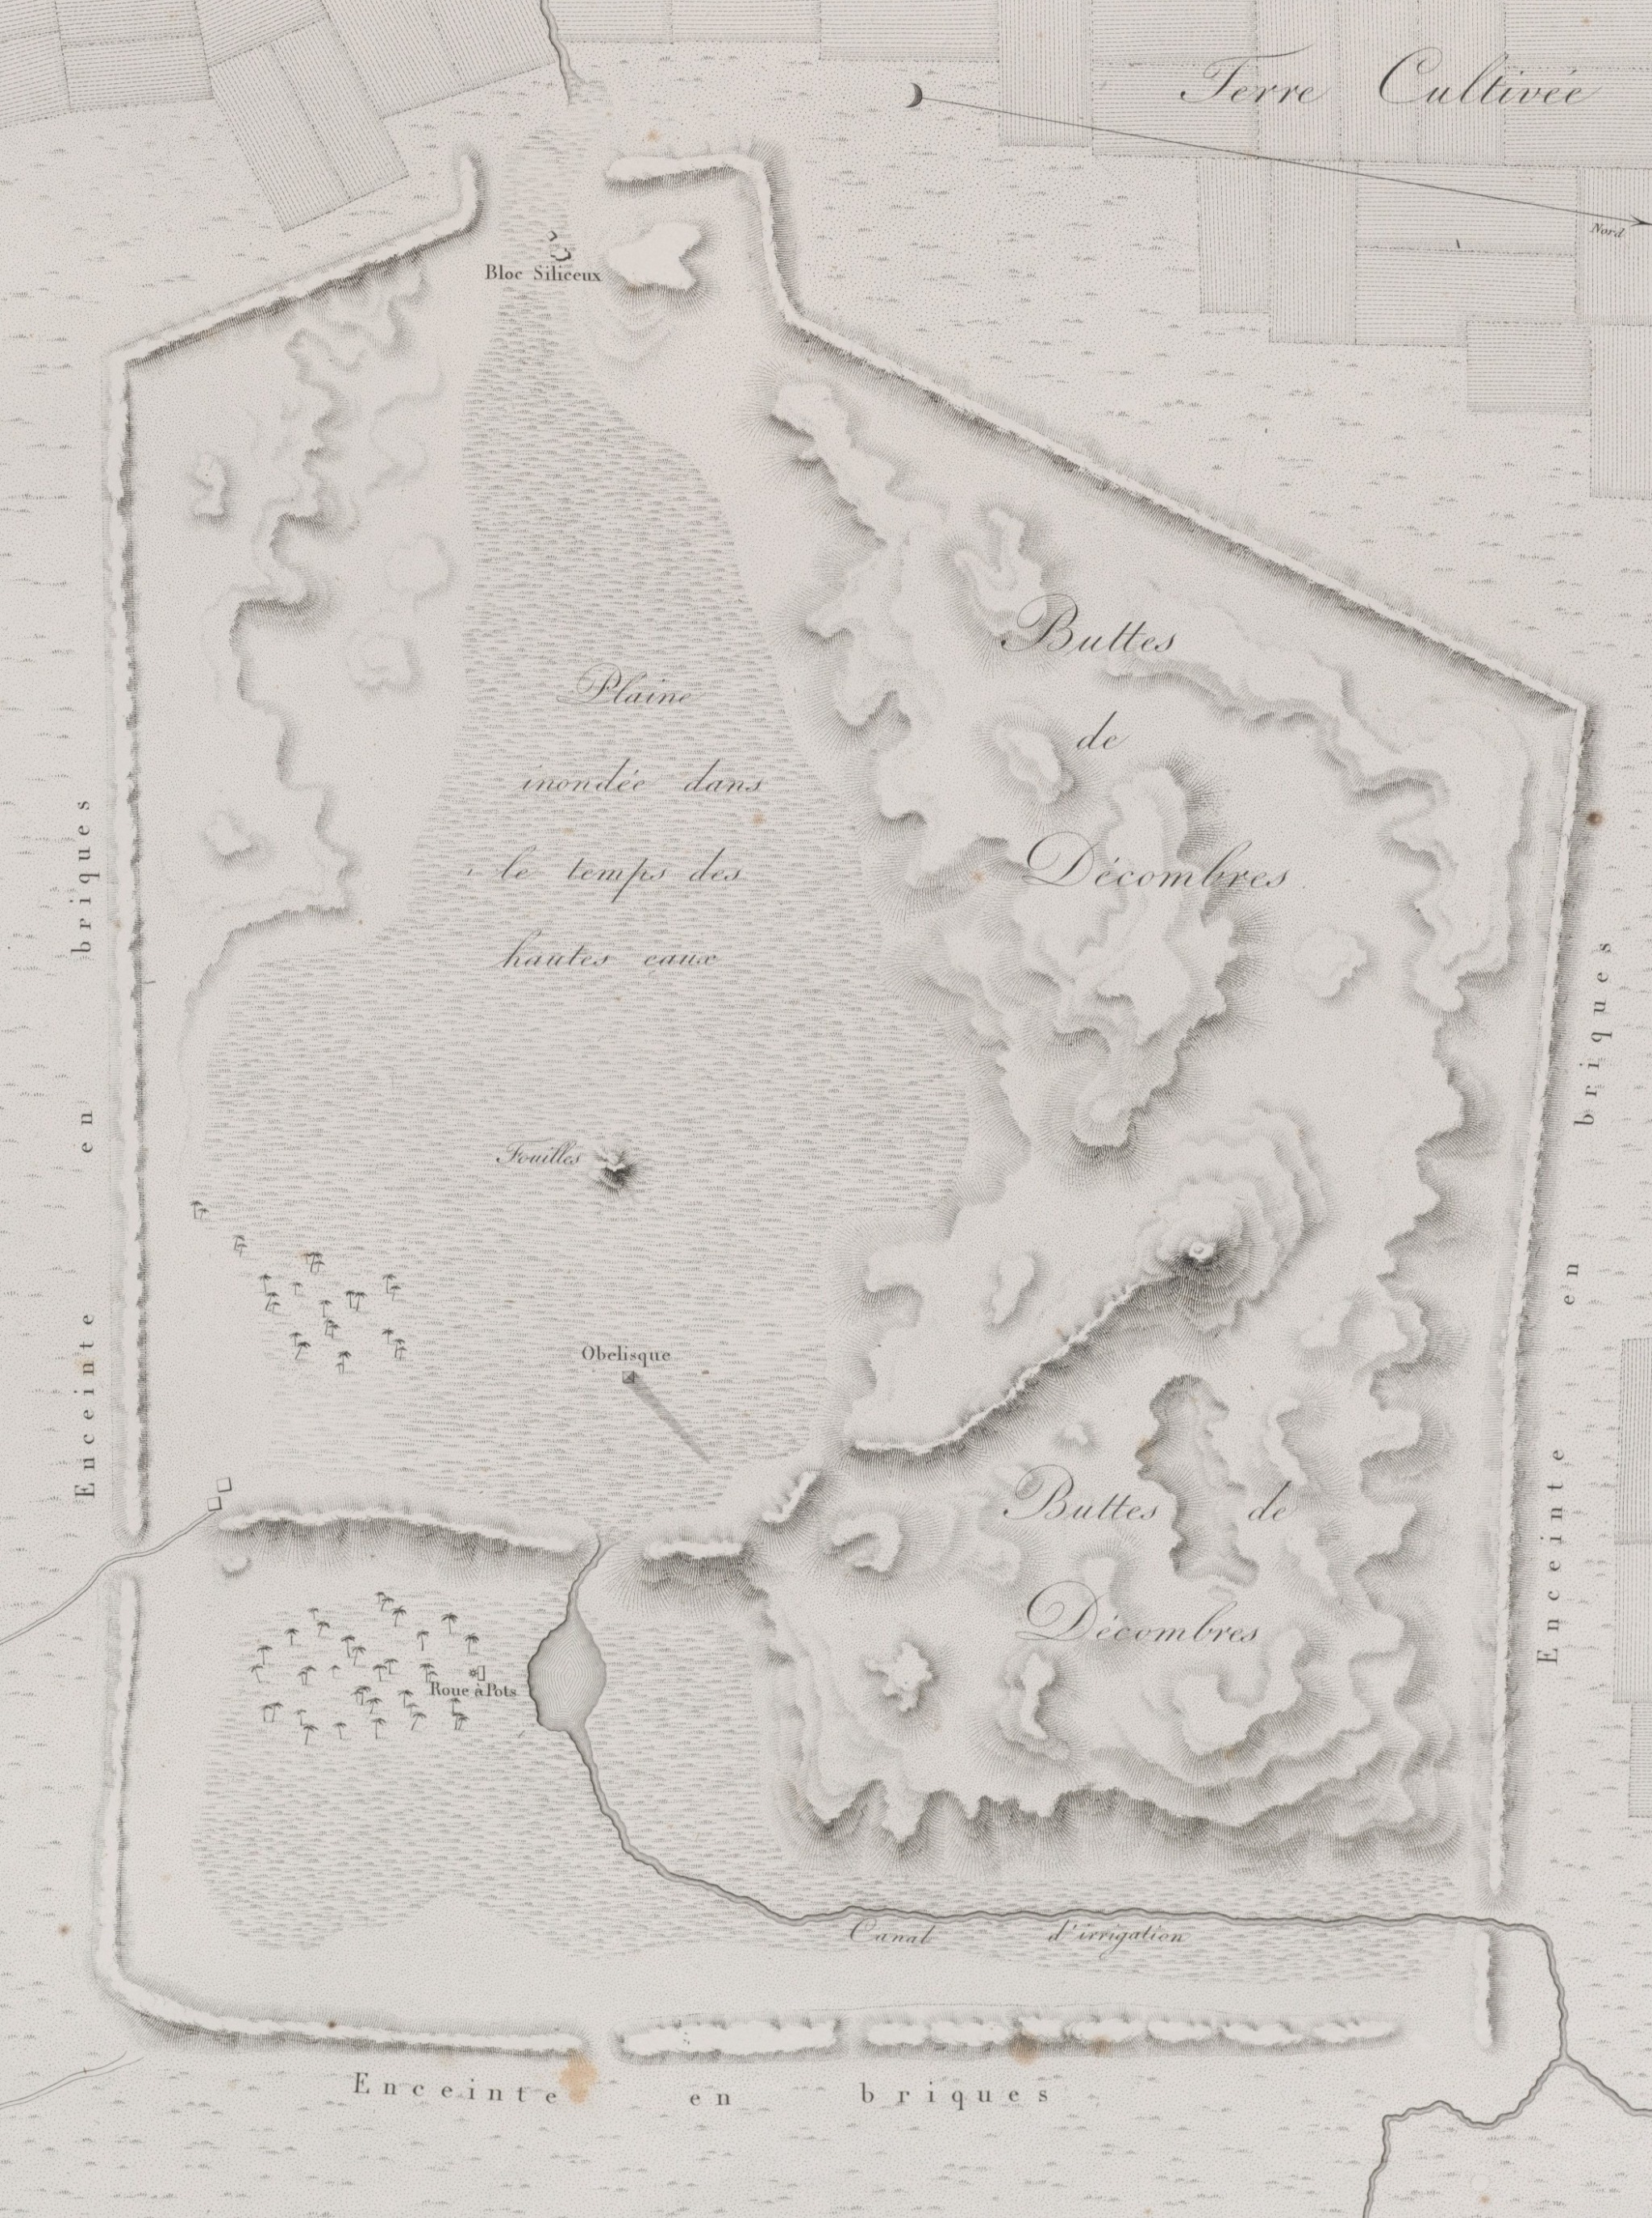 Terre Cultivée
Nord
Bloc Siliceux
Buttes
de
Décombres
Plaine
inondée dans
le temps des
hautes eaux
Enceinte en briques
Enceinte en briques
Fouilles
Obelisque
Buttes de
Décombres
Roue à Pots
Canal d'irrigation
Enceinte en briques